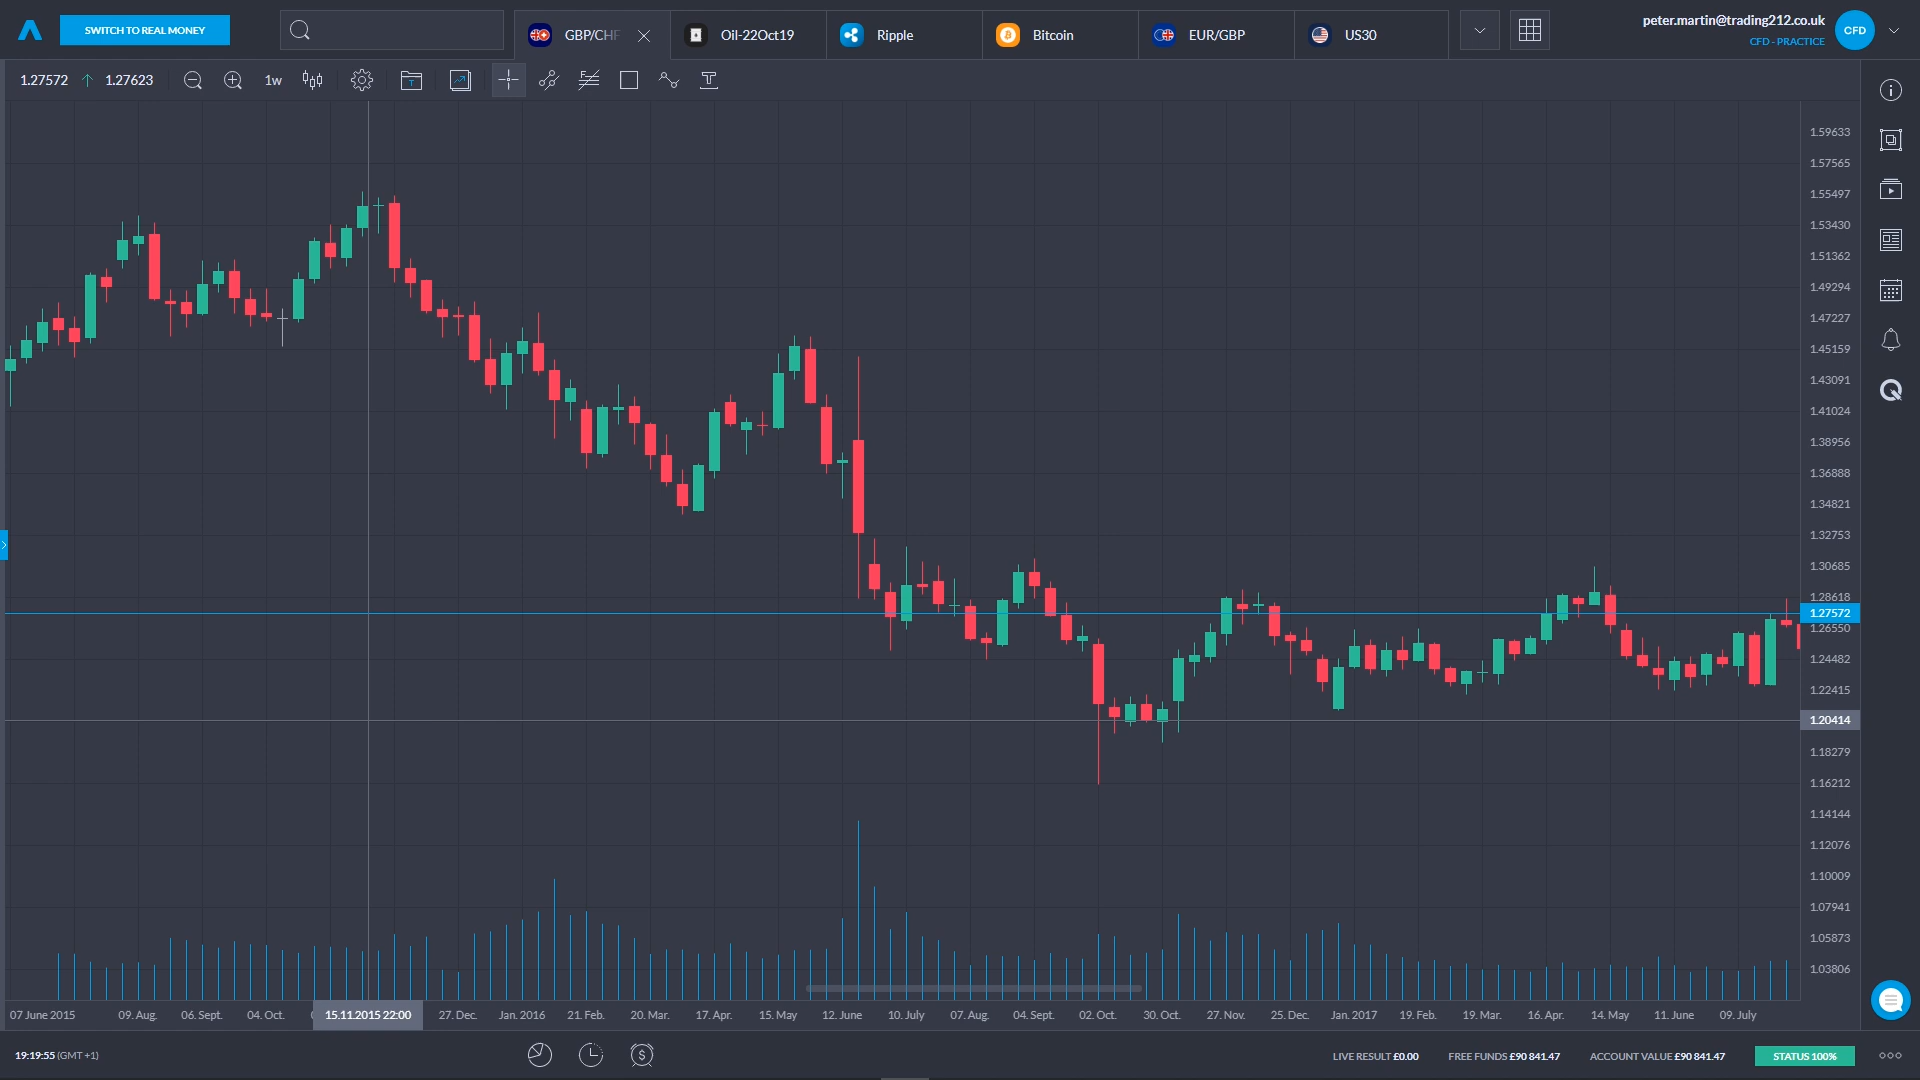 SWITCH TO REAL MONEY
GBP/CHF
Oil-22Oct19
Ripple
Bitcoin
EUR/GBP
US30
peter.martin@trading212.co.uk
CFD - PRACTICE
CFD
1.27572 1.27623
1w
1.59633
1.57565
1.55497
1.53430
1.51362
1.49294
1.47227
1.45159
1.43091
1.41024
1.38956
1.36888
1.34821
1.32753
1.30685
1.28618
1.27572
1.26550
1.24482
1.22415
1.20414
1.18279
1.16212
1.14144
1.12076
1.10009
1.07941
1.05873
1.03806
07 June 2015 09. Aug. 06. Sept. 04. Oct. 15.11.2015 22:00 27. Dec. Jan. 2016 21. Feb. 20. Mar. 17. Apr. 15. May 12. June 10. July 07. Aug. 04. Sept. 02. Oct. 30. Oct. 27. Nov. 25. Dec. Jan. 2017 19. Feb. 19. Mar. 16. Apr. 14. May 11. June 09. July
19:19:55 (GMT +1)
LIVE RESULT £0.00 FREE FUNDS £90 841.47 ACCOUNT VALUE £90 841.47 STATUS 100%